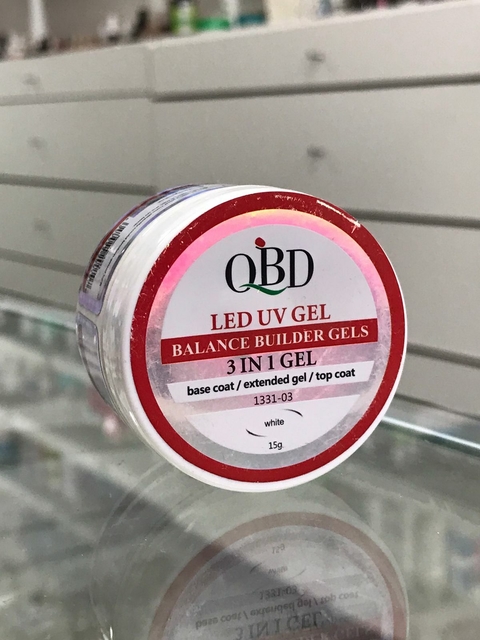 QBD
LED UV GEL
BALANCE BUILDER GELS
3 IN 1 GEL
base coat / extended gel / top coat
1331-03
white
15g